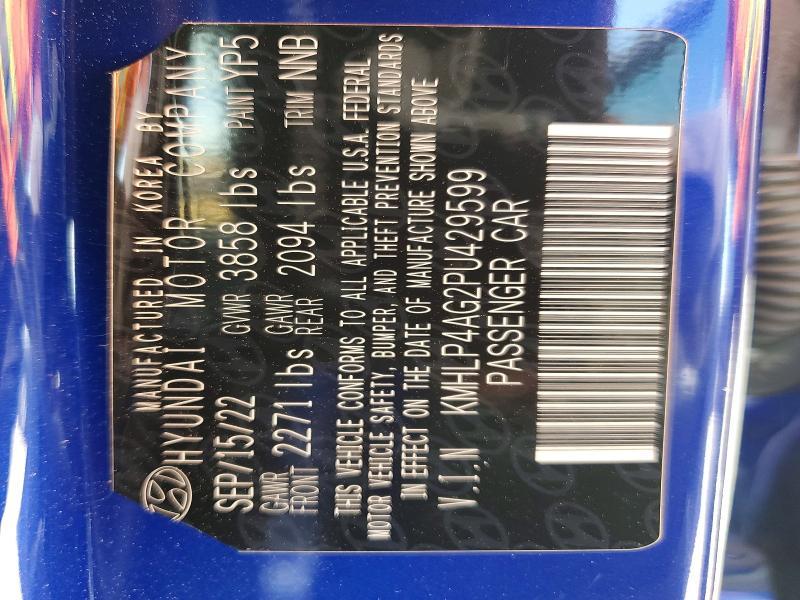 MANUFACTURED IN KOREA BY
HYUNDAI MOTOR COMPANY
SEP/15/22 GVWR 3858 lbs PAINT YP5
GAWR FRONT 2271 lbs GAWR REAR 2094 lbs TRIM NNB
THIS VEHICLE CONFORMS TO ALL APPLICABLE U.S.A. FEDERAL
MOTOR VEHICLE SAFETY, BUMPER, AND THEFT PREVENTION STANDARDS
IN EFFECT ON THE DATE OF MANUFACTURE SHOWN ABOVE
V.I.N KMHLP4AG2PU429599
PASSENGER CAR